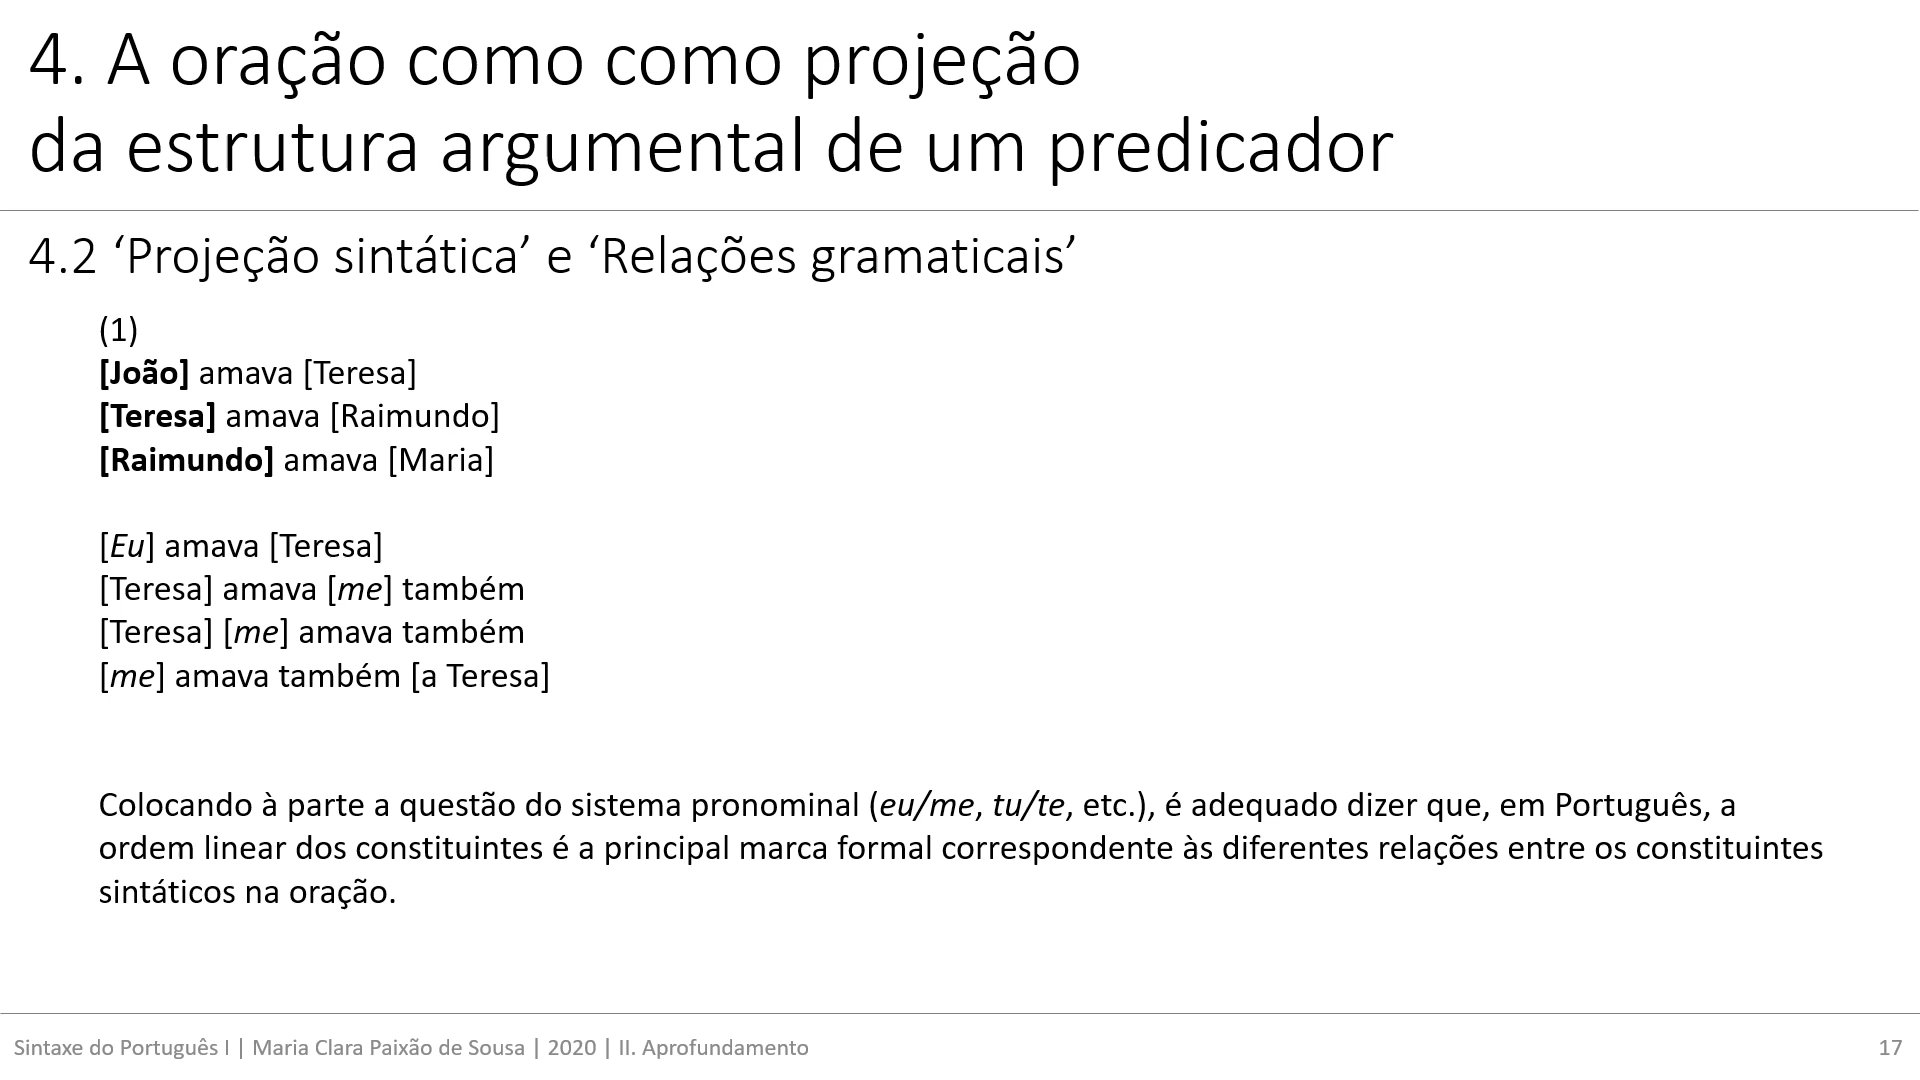 4. A oração como como projeção
da estrutura argumental de um predicador
4.2 ‘Projeção sintática’ e ‘Relações gramaticais’
(1)
[João] amava [Teresa]
[Teresa] amava [Raimundo]
[Raimundo] amava [Maria]
[Eu] amava [Teresa]
[Teresa] amava [me] também
[Teresa] [me] amava também
[me] amava também [a Teresa]
Colocando à parte a questão do sistema pronominal (eu/me, tu/te, etc.), é adequado dizer que, em Português, a
ordem linear dos constituintes é a principal marca formal correspondente às diferentes relações entre os constituintes
sintáticos na oração.
Sintaxe do Português I | Maria Clara Paixão de Sousa | 2020 | II. Aprofundamento
17